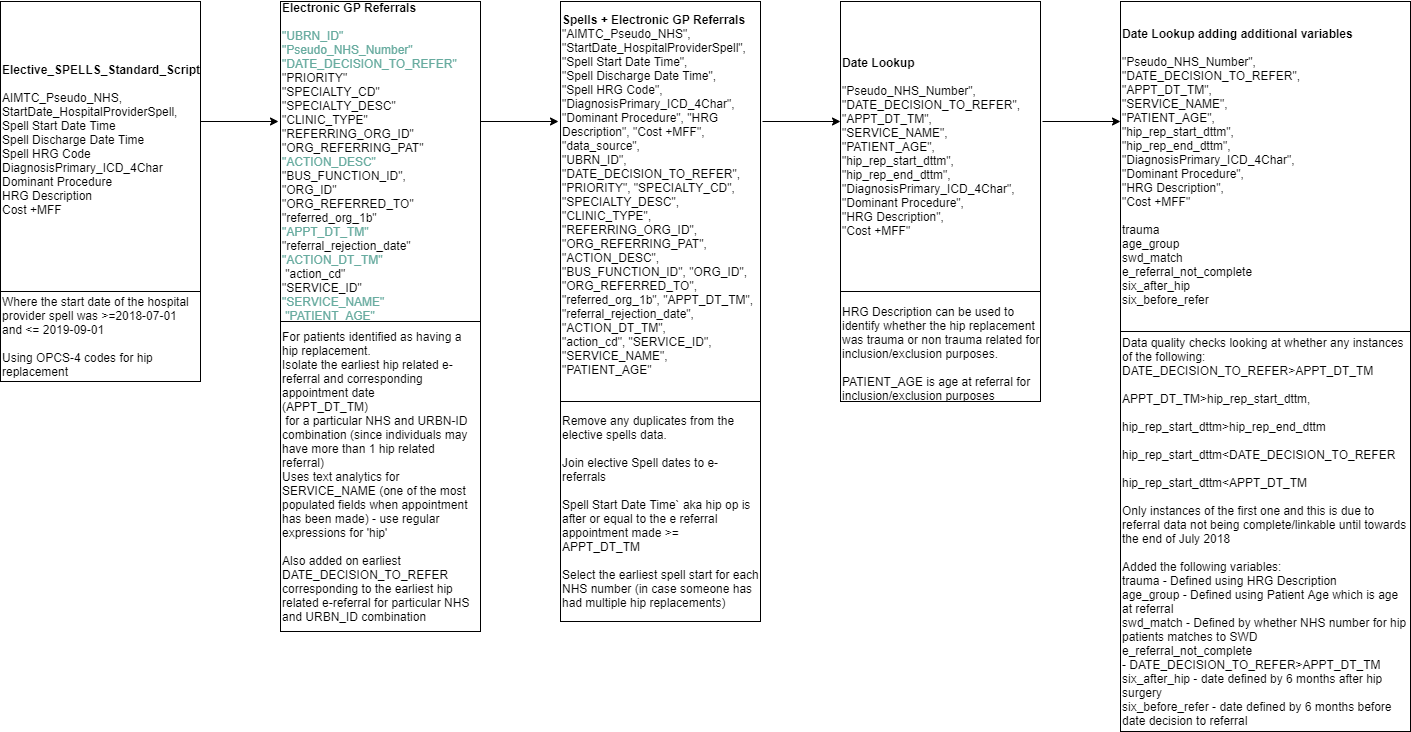 Elective_SPELLS_Standard_Script
AIMTC_Pseudo_NHS,
StartDate_HospitalProviderSpell,
Spell Start Date Time
Spell Discharge Date Time
Spell HRG Code
DiagnosisPrimary_ICD_4Char
Dominant Procedure
HRG Description
Cost +MFF
Where the start date of the hospital
provider spell was >=2018-07-01
and <= 2019-09-01
Using OPCS-4 codes for hip
replacement
Electronic GP Referrals
"UBRN_ID"
"Pseudo_NHS_Number"
"DATE_DECISION_TO_REFER"
"PRIORITY"
"SPECIALTY_CD"
"SPECIALTY_DESC"
"CLINIC_TYPE"
"REFERRING_ORG_ID"
"ORG_REFERRING_PAT"
"ACTION_DESC"
"BUS_FUNCTION_ID",
"ORG_ID"
"ORG_REFERRED_TO"
"referred_org_1b"
"APPT_DT_TM"
"referral_rejection_date"
"ACTION_DT_TM"
"action_cd"
"SERVICE_ID"
"SERVICE_NAME"
"PATIENT_AGE"
For patients identified as having a
hip replacement.
Isolate the earliest hip related e-
referral and corresponding
appointment date
(APPT_DT_TM)
for a particular NHS and URBN-ID
combination (since individuals may
have more than 1 hip related
referral)
Uses text analytics for
SERVICE_NAME (one of the most
populated fields when appointment
has been made) - use regular
expressions for 'hip'
Also added on earliest
DATE_DECISION_TO_REFER
corresponding to the earliest hip
related e-referral for particular NHS
and URBN_ID combination
Spells + Electronic GP Referrals
"AIMTC_Pseudo_NHS",
"StartDate_HospitalProviderSpell",
"Spell Start Date Time",
"Spell Discharge Date Time",
"Spell HRG Code",
"DiagnosisPrimary_ICD_4Char",
"Dominant Procedure", "HRG
Description", "Cost +MFF",
"data_source",
"UBRN_ID",
"DATE_DECISION_TO_REFER",
"PRIORITY", "SPECIALTY_CD",
"SPECIALTY_DESC",
"CLINIC_TYPE",
"REFERRING_ORG_ID",
"ORG_REFERRING_PAT",
"ACTION_DESC",
"BUS_FUNCTION_ID", "ORG_ID",
"ORG_REFERRED_TO",
"referred_org_1b", "APPT_DT_TM",
"referral_rejection_date",
"ACTION_DT_TM",
"action_cd", "SERVICE_ID",
"SERVICE_NAME",
"PATIENT_AGE"
Remove any duplicates from the
elective spells data.
Join elective Spell dates to e-
referrals
Spell Start Date Time` aka hip op is
after or equal to the e referral
appointment made >=
APPT_DT_TM
Select the earliest spell start for each
NHS number (in case someone has
had multiple hip replacements)
Date Lookup
"Pseudo_NHS_Number",
"DATE_DECISION_TO_REFER",
"APPT_DT_TM",
"SERVICE_NAME",
"PATIENT_AGE",
"hip_rep_start_dttm",
"hip_rep_end_dttm",
"DiagnosisPrimary_ICD_4Char",
"Dominant Procedure",
"HRG Description",
"Cost +MFF"
HRG Description can be used to
identify whether the hip replacement
was trauma or non trauma related for
inclusion/exclusion purposes.
PATIENT_AGE is age at referral for
inclusion/exclusion purposes
Date Lookup adding additional variables
"Pseudo_NHS_Number",
"DATE_DECISION_TO_REFER",
"APPT_DT_TM",
"SERVICE_NAME",
"PATIENT_AGE",
"hip_rep_start_dttm",
"hip_rep_end_dttm",
"DiagnosisPrimary_ICD_4Char",
"Dominant Procedure",
"HRG Description",
"Cost +MFF"
trauma
age_group
swd_match
e_referral_not_complete
six_after_hip
six_before_refer
Data quality checks looking at whether any instances
of the following:
DATE_DECISION_TO_REFER>APPT_DT_TM
APPT_DT_TM>hip_rep_start_dttm,
hip_rep_start_dttm>hip_rep_end_dttm
hip_rep_start_dttm<DATE_DECISION_TO_REFER
hip_rep_start_dttm<APPT_DT_TM
Only instances of the first one and this is due to
referral data not being complete/linkable until towards
the end of July 2018
Added the following variables:
trauma - Defined using HRG Description
age_group - Defined using Patient Age which is age
at referral
swd_match - Defined by whether NHS number for hip
patients matches to SWD
e_referral_not_complete
- DATE_DECISION_TO_REFER>APPT_DT_TM
six_after_hip - date defined by 6 months after hip
surgery
six_before_refer - date defined by 6 months before
date decision to referral